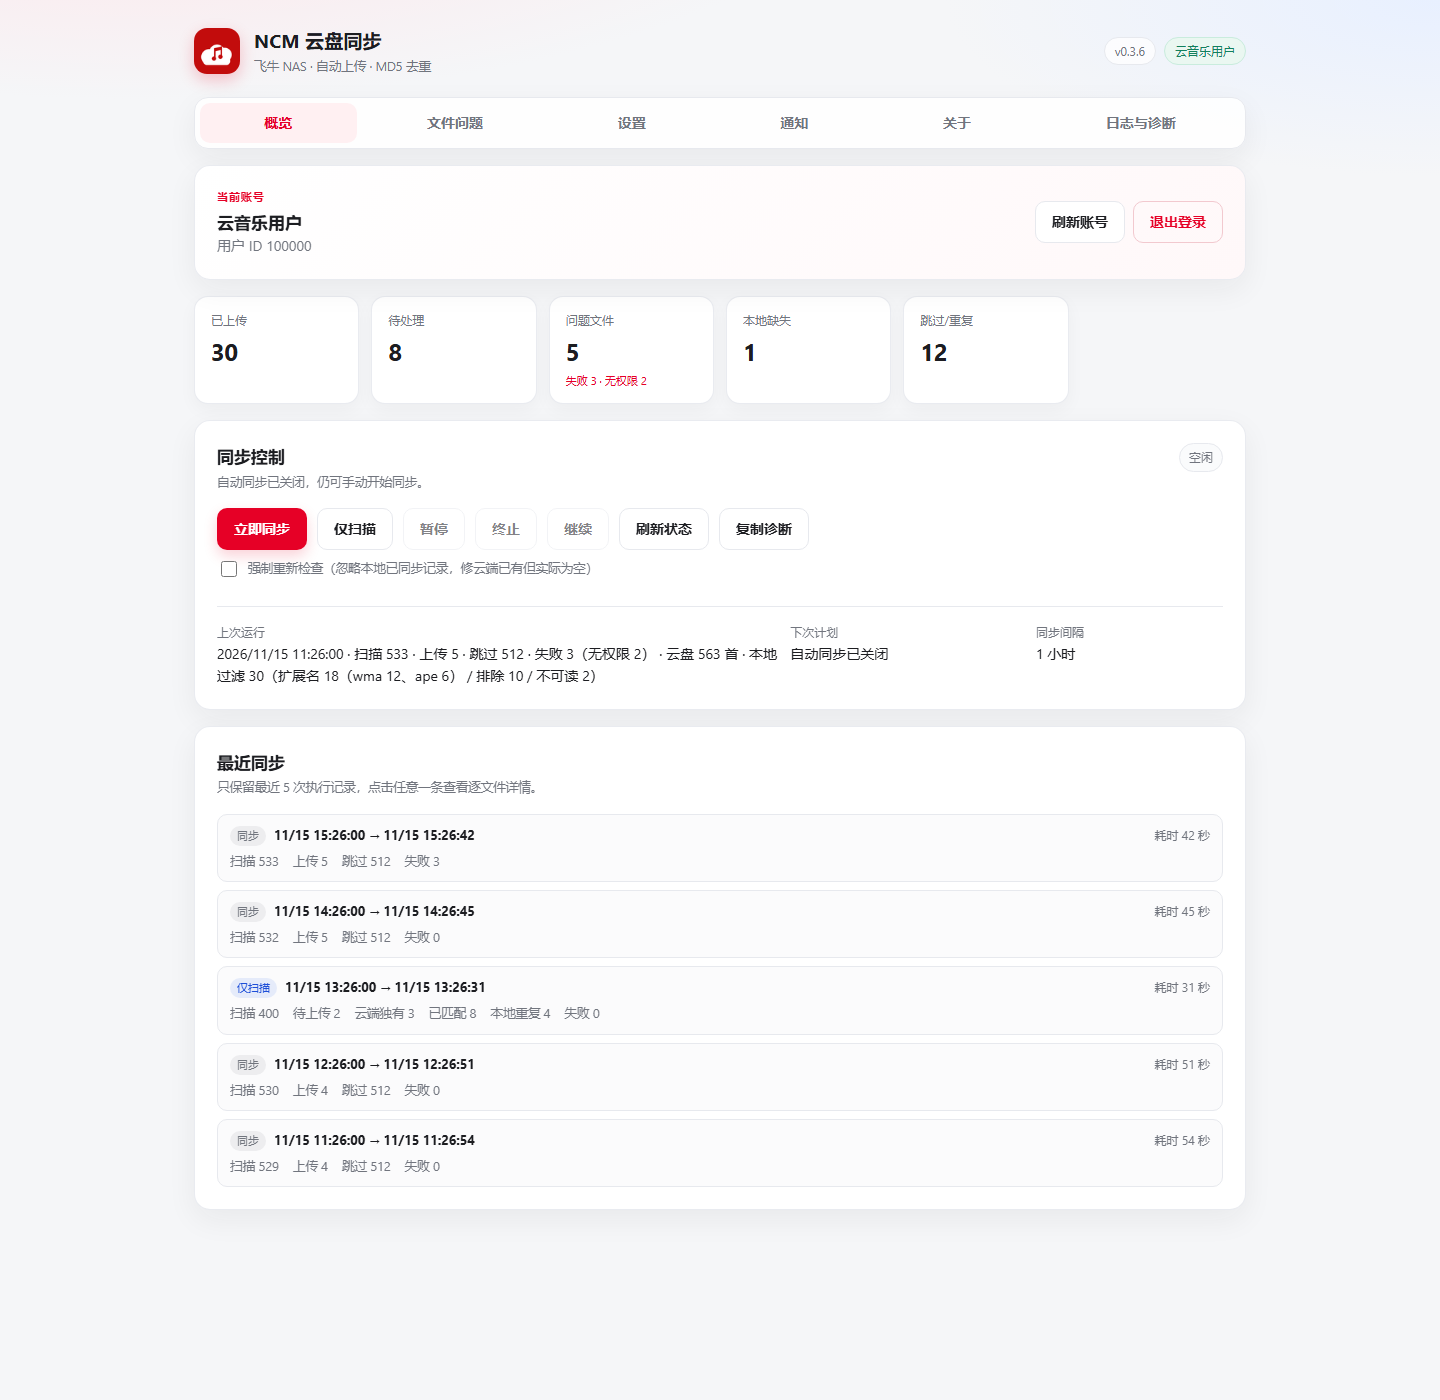 NCM 云盘同步
飞牛 NAS · 自动上传 · MD5 去重
v0.3.6
云音乐用户
概览
文件问题
设置
通知
关于
日志与诊断
当前账号
云音乐用户
用户 ID 100000
刷新账号
退出登录
已上传
30
待处理
8
问题文件
5
失败 3 · 无权限 2
本地缺失
1
跳过/重复
12
同步控制
空闲
自动同步已关闭，仍可手动开始同步。
立即同步
仅扫描
暂停
终止
继续
刷新状态
复制诊断
强制重新检查（忽略本地已同步记录，修云端已有但实际为空）
上次运行
2026/11/15 11:26:00 · 扫描 533 · 上传 5 · 跳过 512 · 失败 3（无权限 2） · 云盘 563 首 · 本地
过滤 30（扩展名 18（wma 12、ape 6） / 排除 10 / 不可读 2）
下次计划
自动同步已关闭
同步间隔
1 小时
最近同步
只保留最近 5 次执行记录，点击任意一条查看逐文件详情。
同步 11/15 15:26:00 → 11/15 15:26:42 耗时 42 秒
扫描 533 上传 5 跳过 512 失败 3
同步 11/15 14:26:00 → 11/15 14:26:45 耗时 45 秒
扫描 532 上传 5 跳过 512 失败 0
仅扫描 11/15 13:26:00 → 11/15 13:26:31 耗时 31 秒
扫描 400 待上传 2 云端独有 3 已匹配 8 本地重复 4 失败 0
同步 11/15 12:26:00 → 11/15 12:26:51 耗时 51 秒
扫描 530 上传 4 跳过 512 失败 0
同步 11/15 11:26:00 → 11/15 11:26:54 耗时 54 秒
扫描 529 上传 4 跳过 512 失败 0